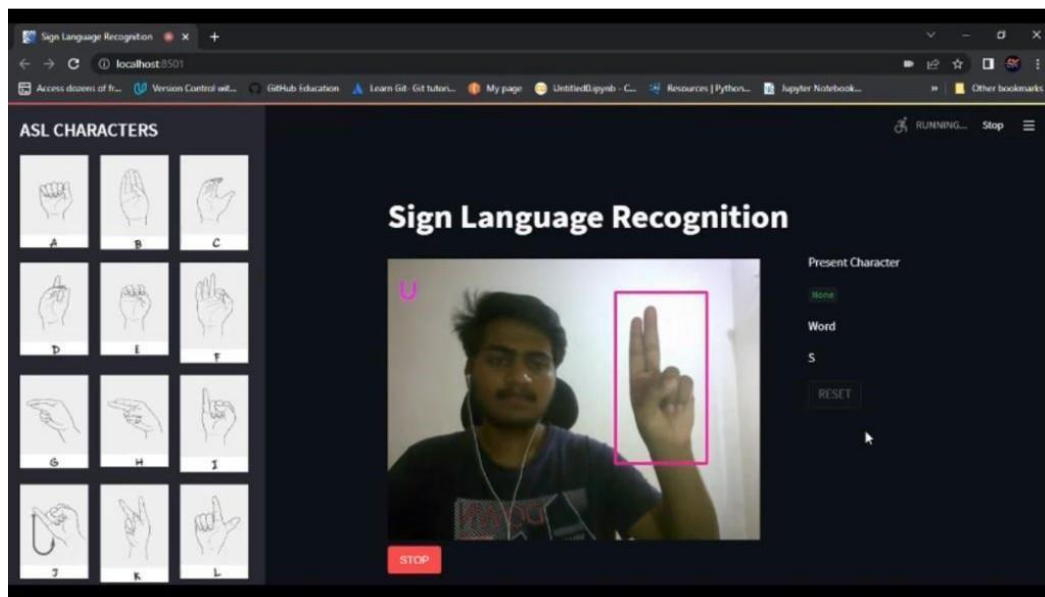 Sign Language Recognition
localhost:8501
Access dozens of fr... Version Control wit... GitHub Education Learn Git- Git tutori... My page Untitled0.ipynb - C... Resources | Python... Jupyter Notebook... » Other bookmarks
RUNNING... Stop
ASL CHARACTERS
A B C
D E F
G H I
J K L
Sign Language Recognition
U
STOP
Present Character
None
Word
S
RESET